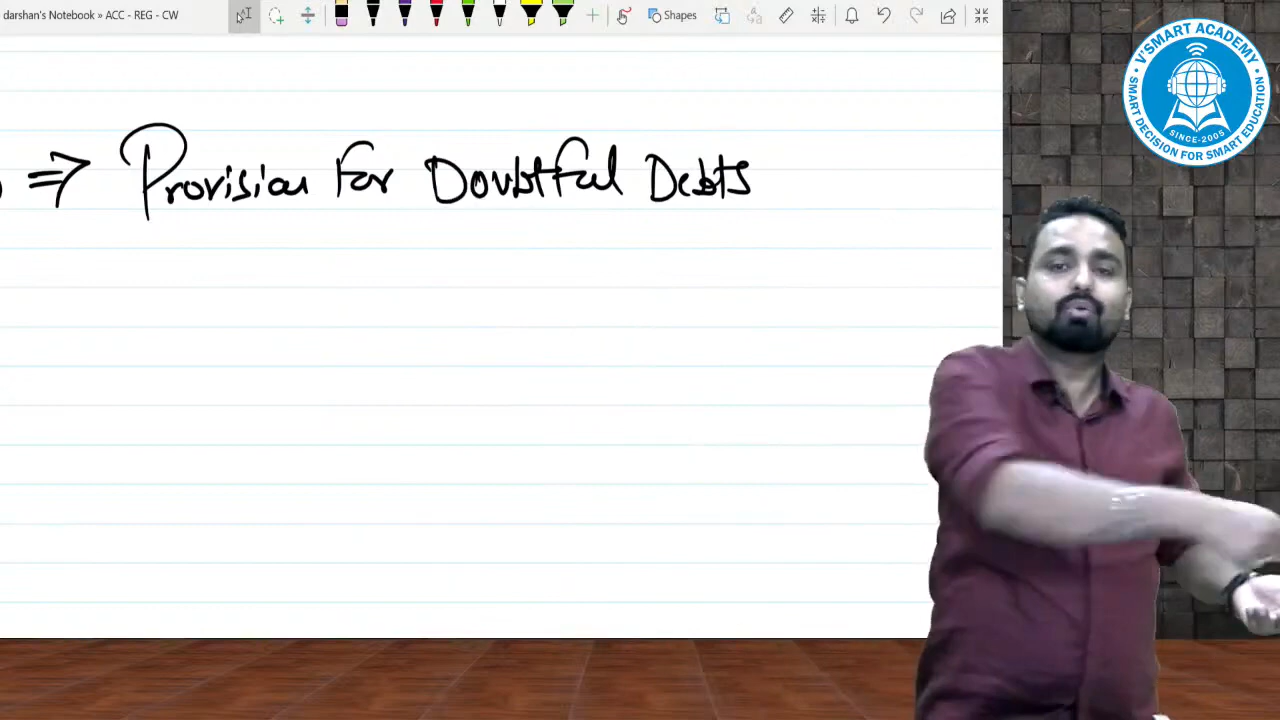 darshan's Notebook » ACC - REG - CW
Shapes
⇒ Provision For Doubtful Debts
V'SMART ACADEMY
SINCE-2005
SMART DECISION FOR SMART EDUCATION